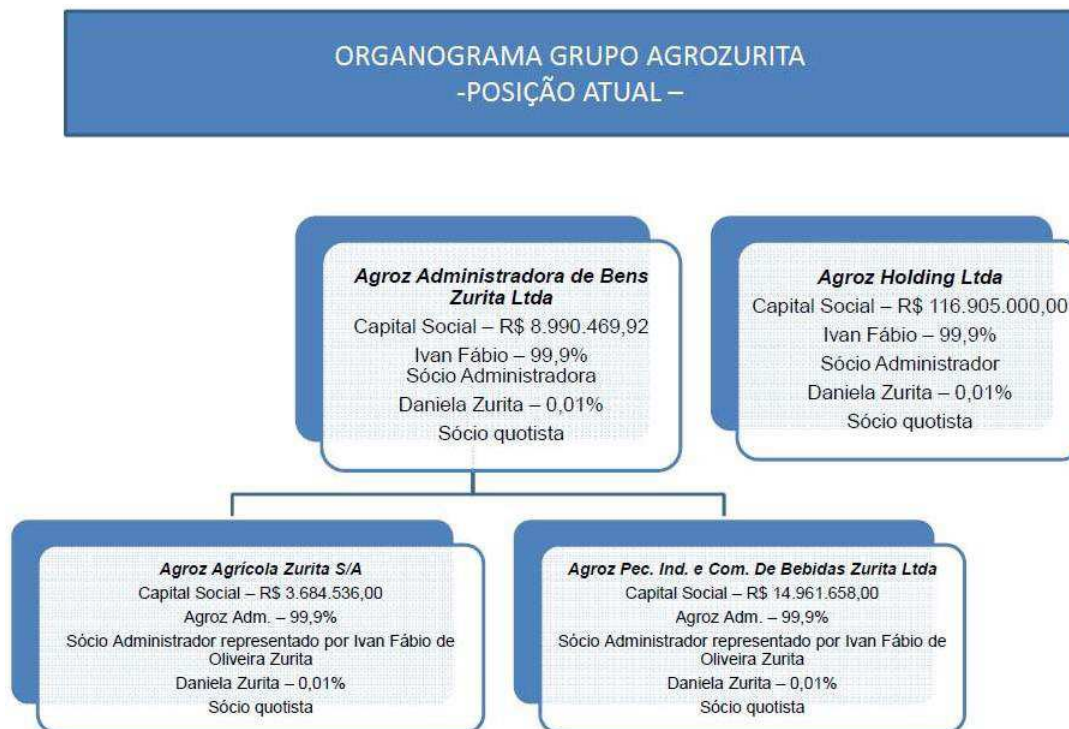 ORGANOGRAMA GRUPO AGROZURITA
-POSIÇÃO ATUAL –
Agroz Administradora de Bens
Zurita Ltda
Capital Social – R$ 8.990.469,92
Ivan Fábio – 99,9%
Sócio Administradora
Daniela Zurita – 0,01%
Sócio quotista
Agroz Holding Ltda
Capital Social – R$ 116.905.000,00
Ivan Fábio – 99,9%
Sócio Administrador
Daniela Zurita – 0,01%
Sócio quotista
Agroz Agrícola Zurita S/A
Capital Social – R$ 3.684.536,00
Agroz Adm. – 99,9%
Sócio Administrador representado por Ivan Fábio de
Oliveira Zurita
Daniela Zurita – 0,01%
Sócio quotista
Agroz Pec. Ind. e Com. De Bebidas Zurita Ltda
Capital Social – R$ 14.961.658,00
Agroz Adm. – 99,9%
Sócio Administrador representado por Ivan Fábio de
Oliveira Zurita
Daniela Zurita – 0,01%
Sócio quotista